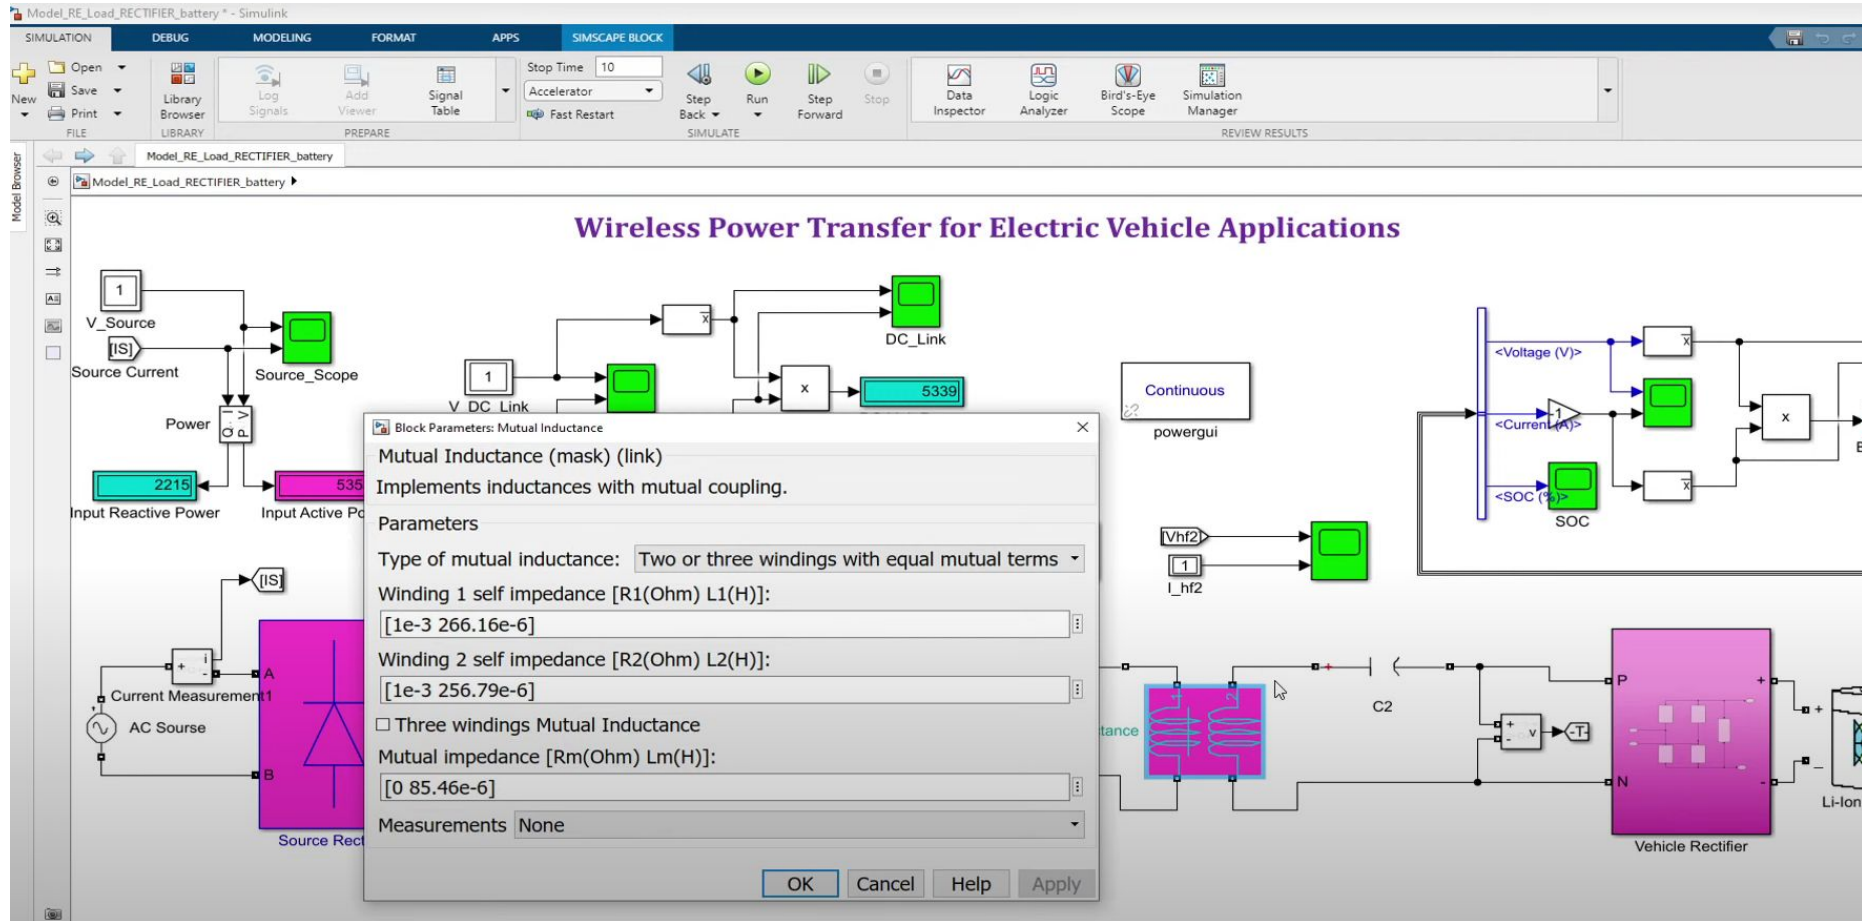 Model_RE_Load_RECTIFIER_battery * - Simulink
SIMULATION DEBUG MODELING FORMAT APPS SIMSCAPE BLOCK
New
Open
Save
Print
FILE
Library Browser
LIBRARY
Log Signals
Add Viewer
Signal Table
PREPARE
Stop Time 10
Accelerator
Fast Restart
Step Back
Run
Step Forward
Stop
SIMULATE
Data Inspector
Logic Analyzer
Bird's-Eye Scope
Simulation Manager
REVIEW RESULTS
Model Browser
Model_RE_Load_RECTIFIER_battery
Model_RE_Load_RECTIFIER_battery
Wireless Power Transfer for Electric Vehicle Applications
1
V_Source
[IS]
Source Current
Source_Scope
Power
Q I
P V
2215
Input Reactive Power
535
Input Active Po
x
DC_Link
1
V_DC_Link
x
5339
Continuous
powergui
<Voltage (V)>
<Current (A)>
-1
<SOC (%)>
SOC
x
x
x
[Vhf2]
1
I_hf2
Block Parameters: Mutual Inductance
Mutual Inductance (mask) (link)
Implements inductances with mutual coupling.
Parameters
Type of mutual inductance: Two or three windings with equal mutual terms
Winding 1 self impedance [R1(Ohm) L1(H)]:
[1e-3 266.16e-6]
Winding 2 self impedance [R2(Ohm) L2(H)]:
[1e-3 256.79e-6]
Three windings Mutual Inductance
Mutual impedance [Rm(Ohm) Lm(H)]:
[0 85.46e-6]
Measurements None
OK Cancel Help Apply
[IS]
i
+
-
Current Measurement1
AC Sourse
A
B
Source Rect
tance
1
2
+
C2
+
-
v
-T-
P
N
+
-
Vehicle Rectifier
+
-
Li-Ion